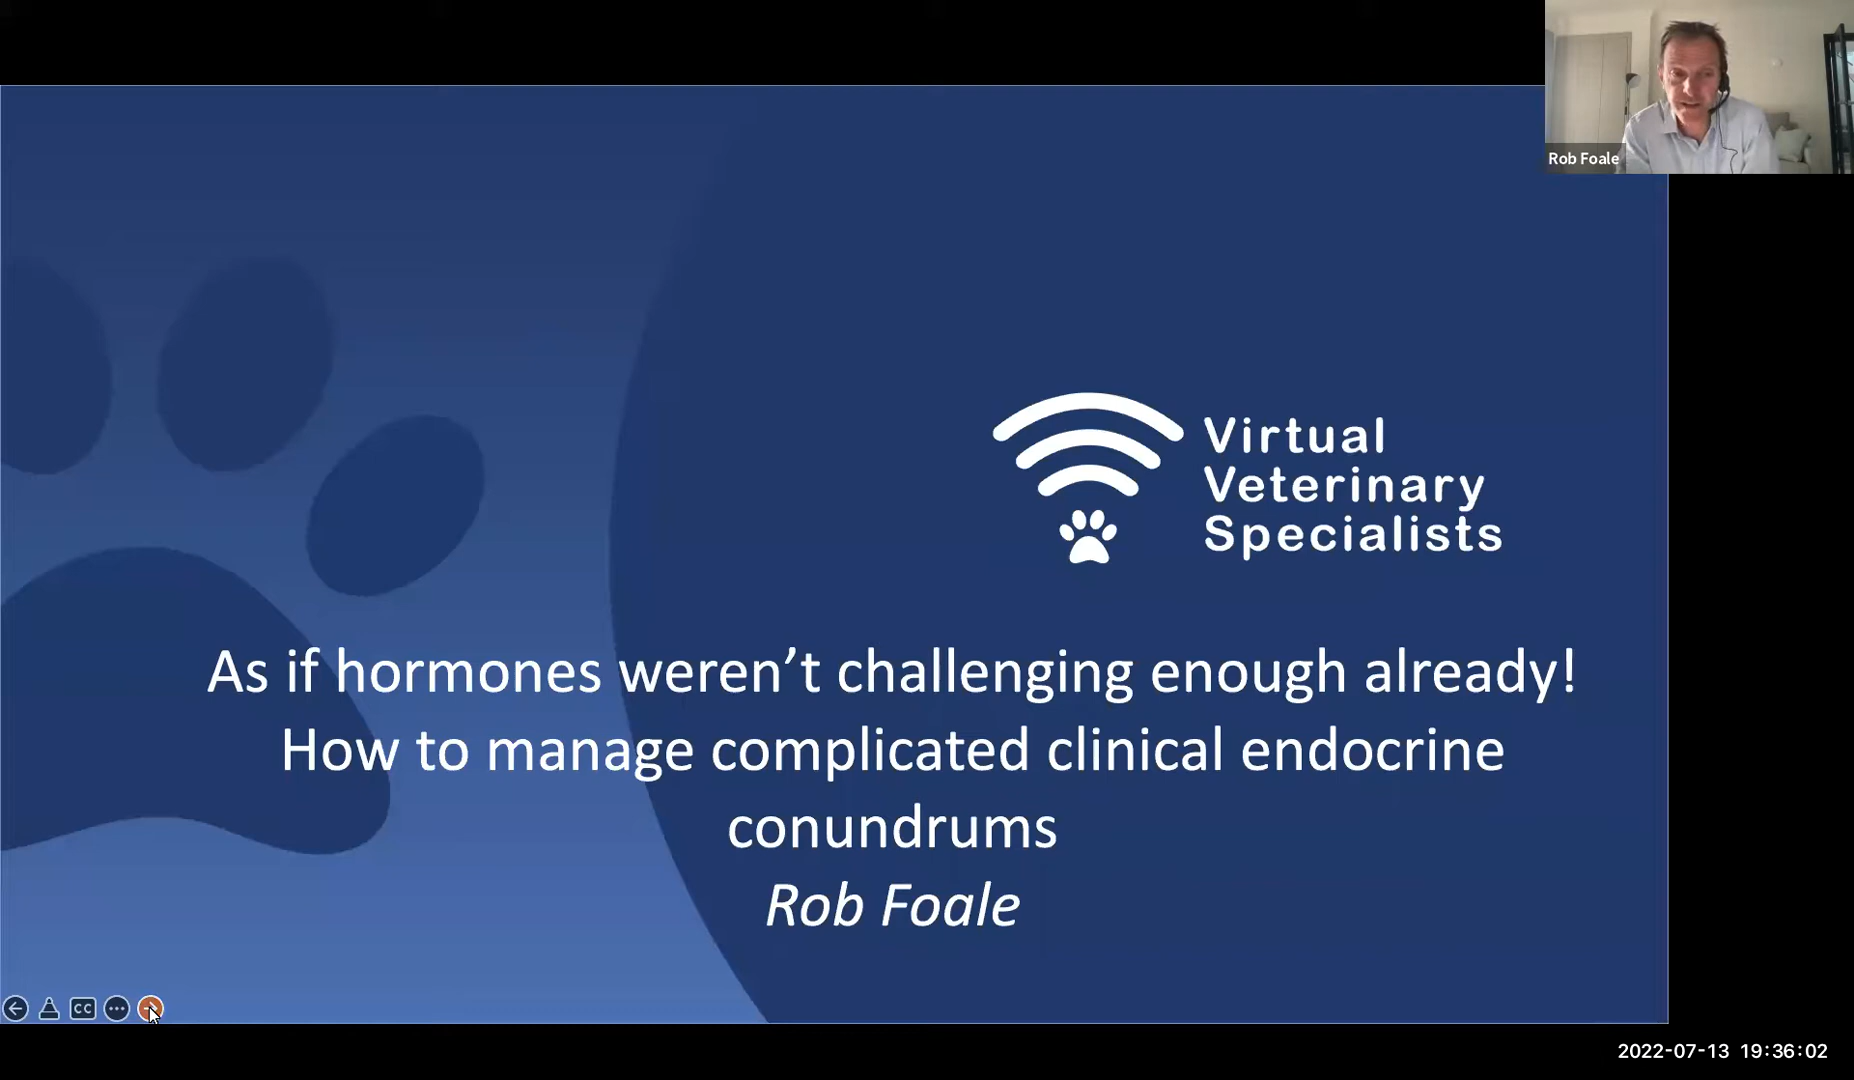 Rob Foale
Virtual
Veterinary
Specialists
As if hormones weren’t challenging enough already!
How to manage complicated clinical endocrine
conundrums
Rob Foale
CC
2022-07-13 19:36:02